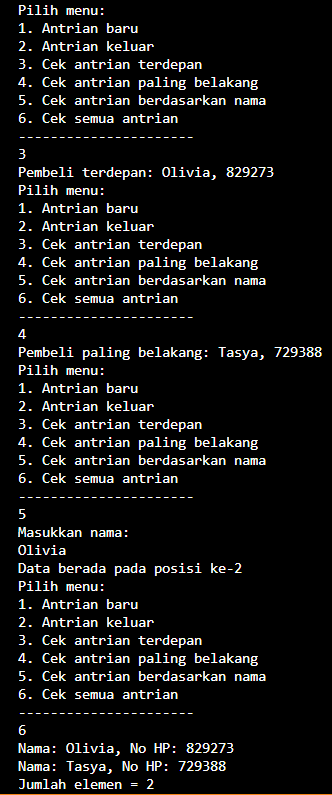 Pilih menu:
1. Antrian baru
2. Antrian keluar
3. Cek antrian terdepan
4. Cek antrian paling belakang
5. Cek antrian berdasarkan nama
6. Cek semua antrian
----------------------
3
Pembeli terdepan: Olivia, 829273
Pilih menu:
1. Antrian baru
2. Antrian keluar
3. Cek antrian terdepan
4. Cek antrian paling belakang
5. Cek antrian berdasarkan nama
6. Cek semua antrian
----------------------
4
Pembeli paling belakang: Tasya, 729388
Pilih menu:
1. Antrian baru
2. Antrian keluar
3. Cek antrian terdepan
4. Cek antrian paling belakang
5. Cek antrian berdasarkan nama
6. Cek semua antrian
----------------------
5
Masukkan nama:
Olivia
Data berada pada posisi ke-2
Pilih menu:
1. Antrian baru
2. Antrian keluar
3. Cek antrian terdepan
4. Cek antrian paling belakang
5. Cek antrian berdasarkan nama
6. Cek semua antrian
----------------------
6
Nama: Olivia, No HP: 829273
Nama: Tasya, No HP: 729388
Jumlah elemen = 2